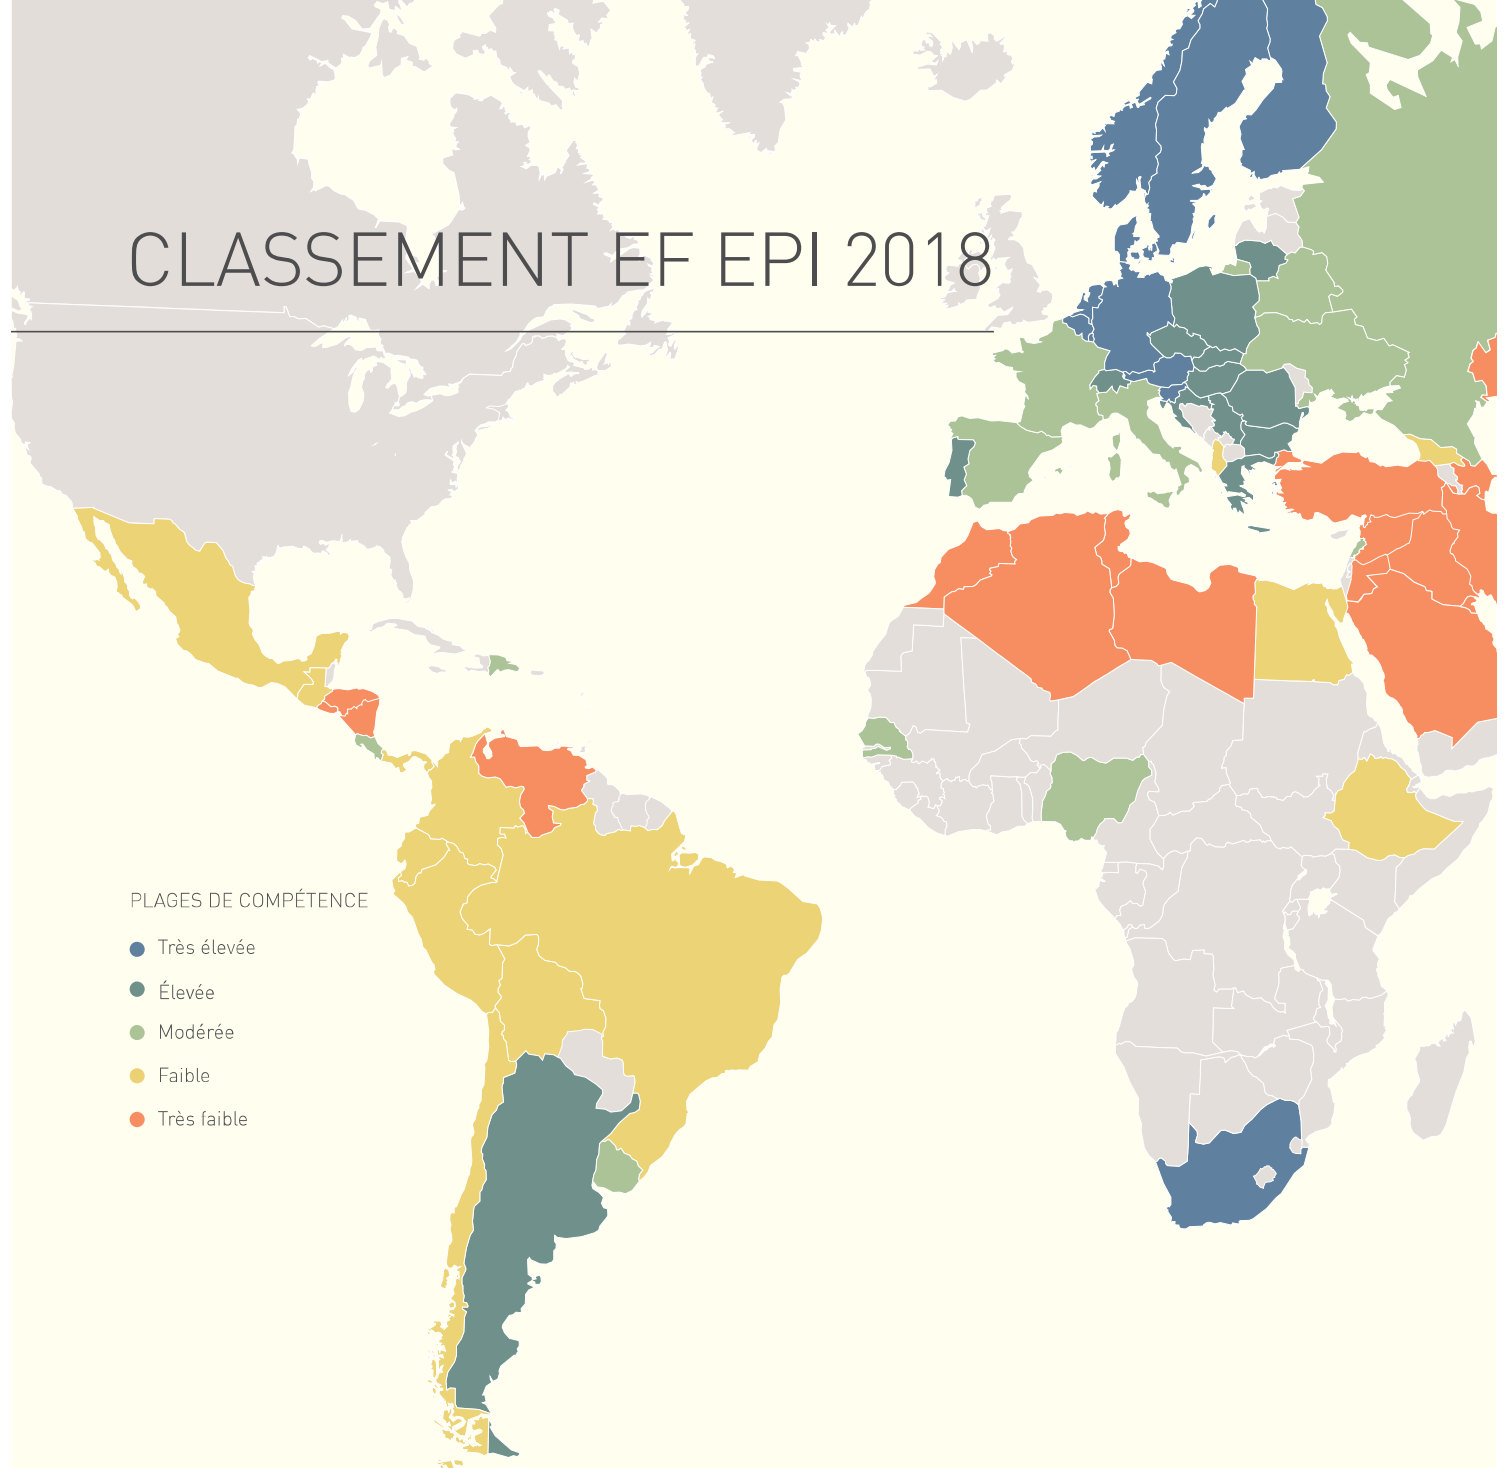 CLASSEMENT EF EPI 2018
PLAGES DE COMPÉTENCE
Très élevée
Élevée
Modérée
Faible
Très faible